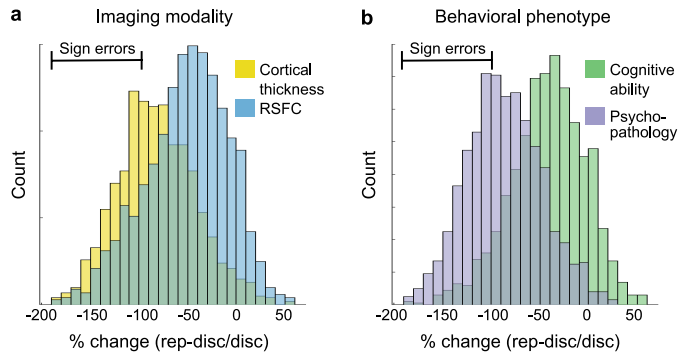 a
Imaging modality
Sign errors
Cortical
thickness
RSFC
Count
-200
-150
-100
-50
0
50
% change (rep-disc/disc)
b
Behavioral phenotype
Sign errors
Cognitive
ability
Psycho-
pathology
Count
-200
-150
-100
-50
0
50
% change (rep-disc/disc)